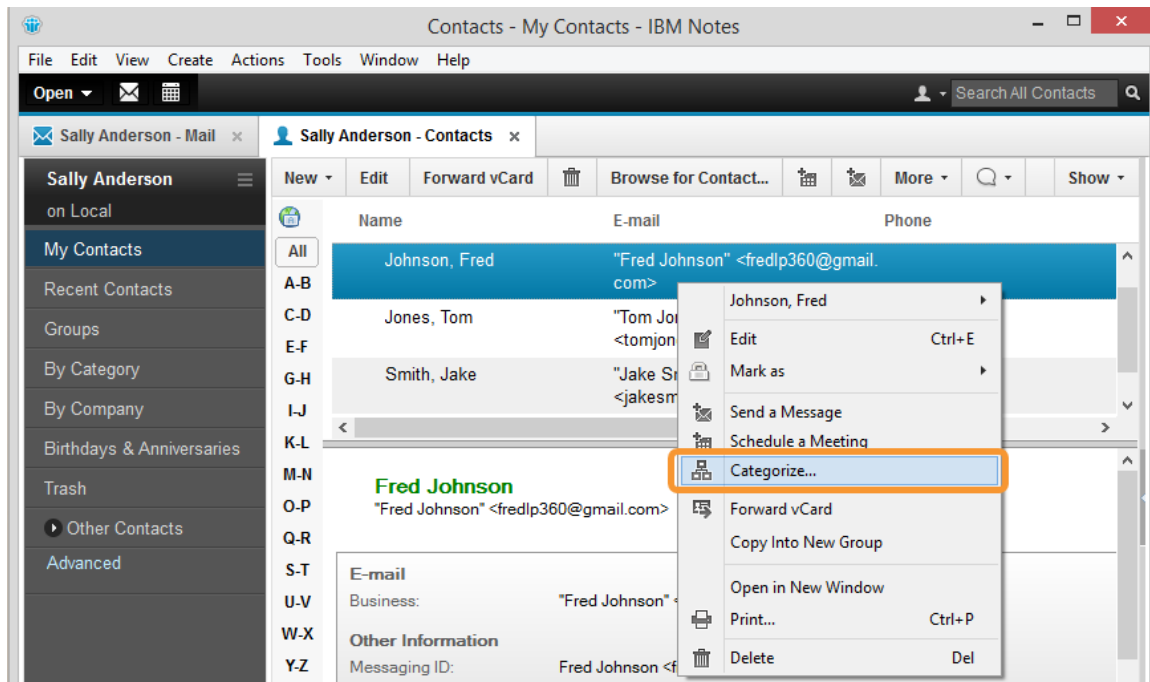 Contacts - My Contacts - IBM Notes
File Edit View Create Actions Tools Window Help
Open Search All Contacts
Sally Anderson - Mail × Sally Anderson - Contacts ×
Sally Anderson
on Local
My Contacts
Recent Contacts
Groups
By Category
By Company
Birthdays & Anniversaries
Trash
Other Contacts
Advanced
New Edit Forward vCard Browse for Contact... More Show
All
A-B
C-D
E-F
G-H
I-J
K-L
M-N
O-P
Q-R
S-T
U-V
W-X
Y-Z
Name E-mail Phone
Johnson, Fred "Fred Johnson" <fredlp360@gmail.
com>
Jones, Tom "Tom Jo
<tomjon
Smith, Jake "Jake S
<jakesm
Fred Johnson
"Fred Johnson" <fredlp360@gmail.com>
E-mail
Business: "Fred Johnson" <
Other Information
Messaging ID: Fred Johnson <f
Johnson, Fred
Edit Ctrl+E
Mark as
Send a Message
Schedule a Meeting
Categorize...
Forward vCard
Copy Into New Group
Open in New Window
Print... Ctrl+P
Delete Del